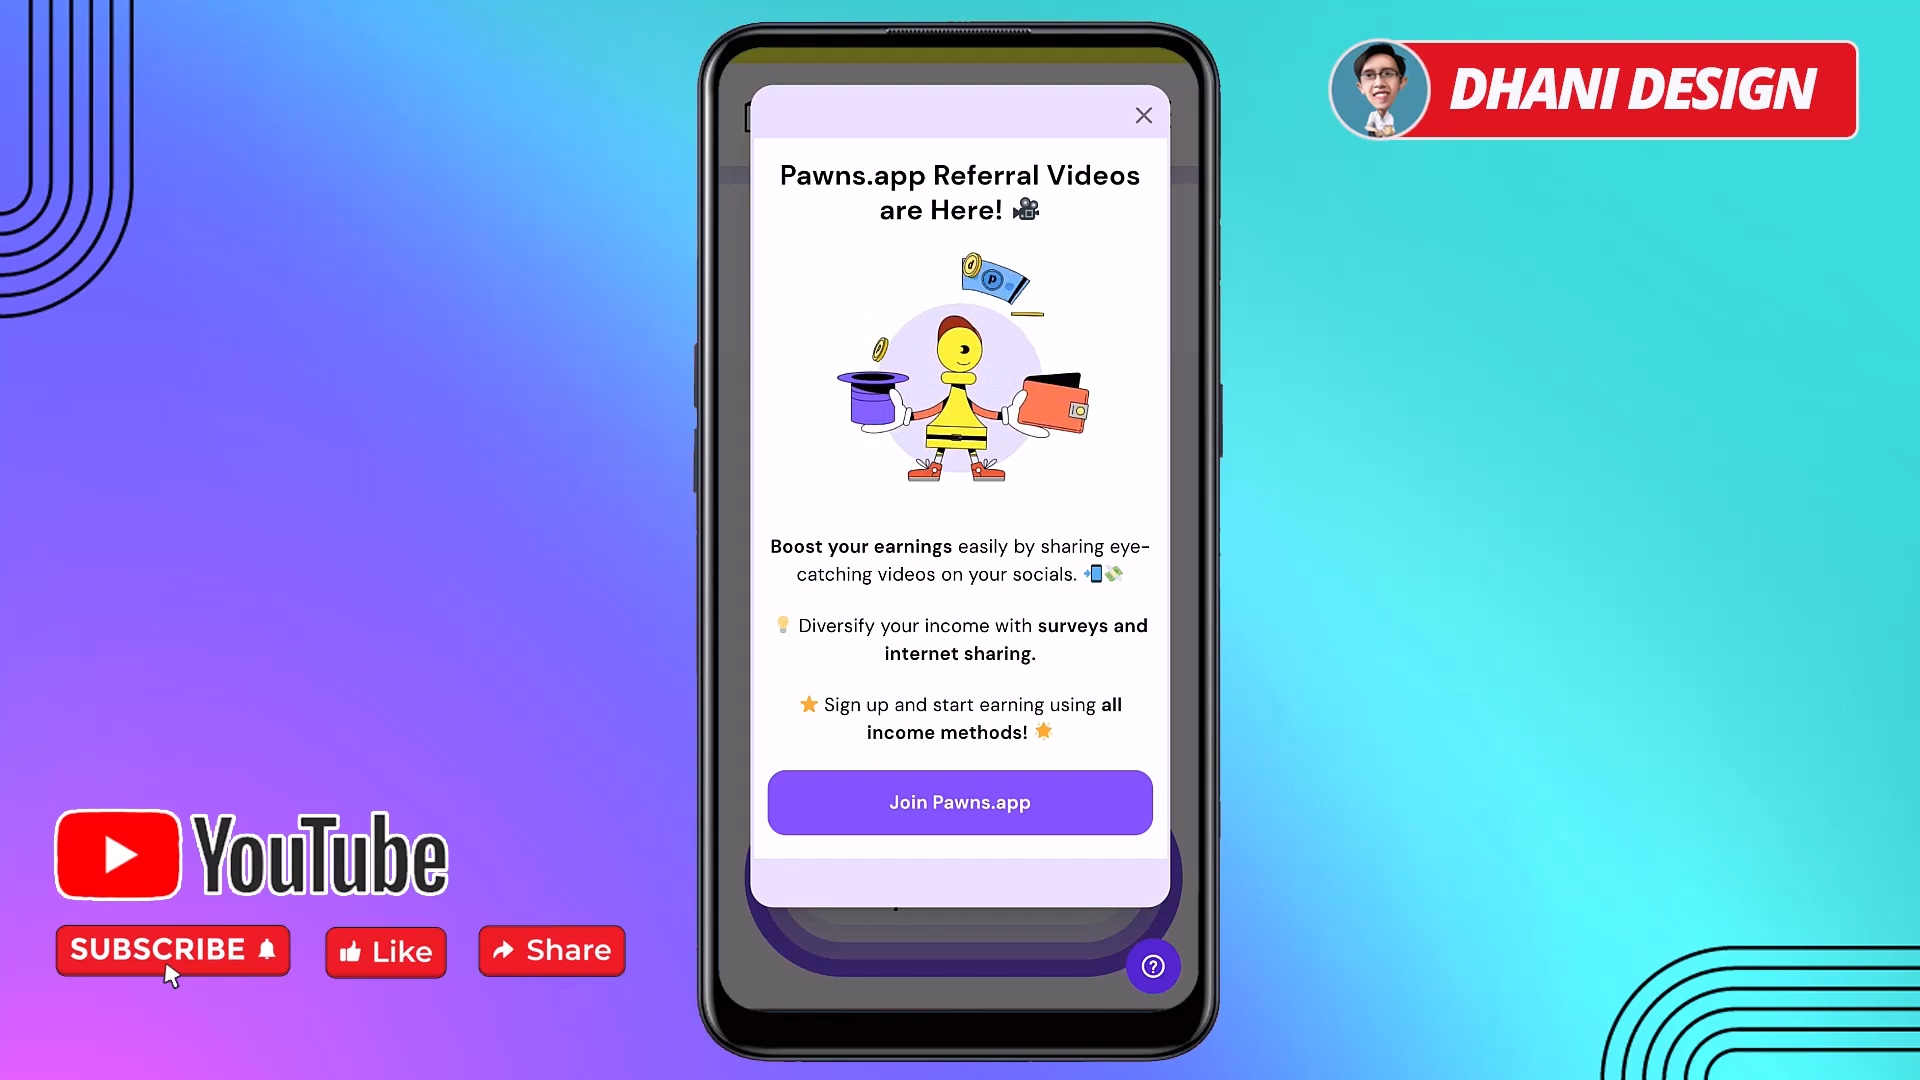 DHANI DESIGN
Pawns.app Referral Videos
are Here! 🎥
Boost your earnings easily by sharing eye-
catching videos on your socials. 📲💸
💡 Diversify your income with surveys and
internet sharing.
⭐ Sign up and start earning using all
income methods! 🌟
Join Pawns.app
YouTube
SUBSCRIBE
Like
Share